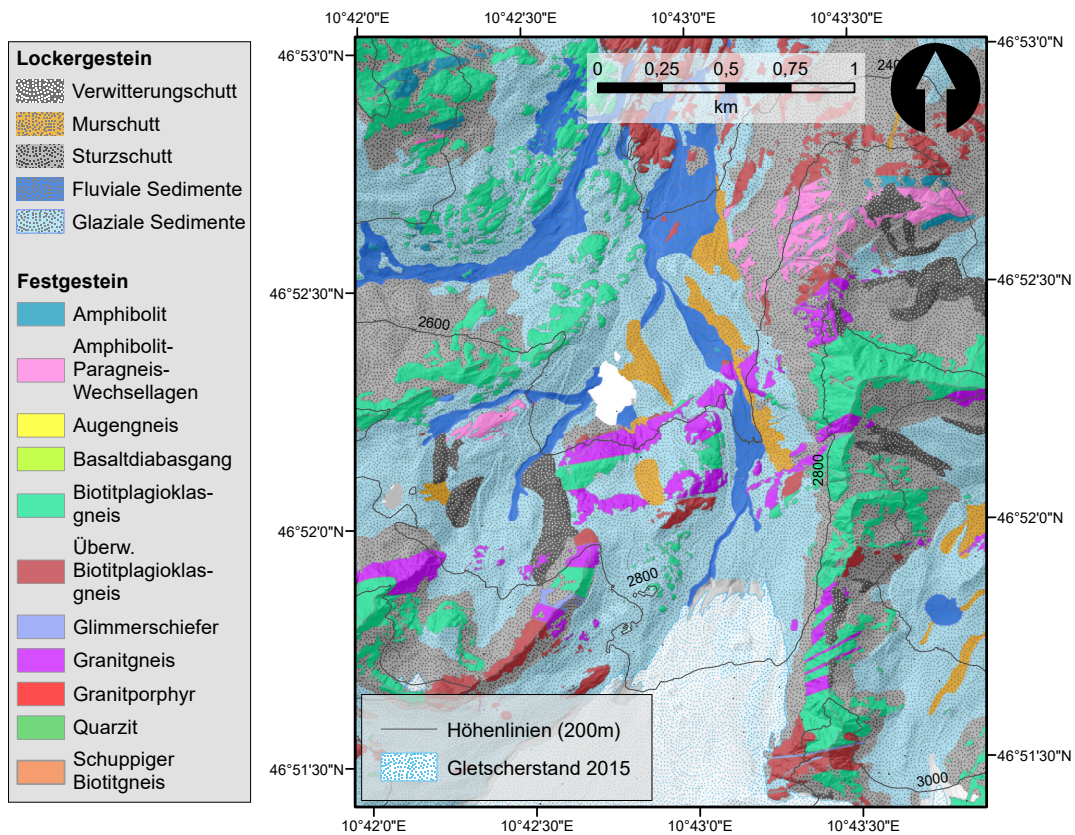 10°42'0"E
10°42'30"E
10°43'0"E
10°43'30"E
Lockergestein
Verwitterungschutt
Murschutt
Sturzschutt
Fluviale Sedimente
Glaziale Sedimente
Festgestein
Amphibolit
Amphibolit-
Paragneis-
Wechsellagen
Augengneis
Basaltdiabasgang
Biotitplagioklas-
gneis
Überw.
Biotitplagioklas-
gneis
Glimmerschiefer
Granitgneis
Granitporphyr
Quarzit
Schuppiger
Biotitgneis
46°53'0"N
46°52'30"N
46°52'0"N
46°51'30"N
0 0,25 0,5 0,75 1
km
2600
2800
2800
3000
Höhenlinien (200m)
Gletscherstand 2015
46°53'0"N
46°52'30"N
46°52'0"N
46°51'30"N
10°42'0"E
10°42'30"E
10°43'0"E
10°43'30"E